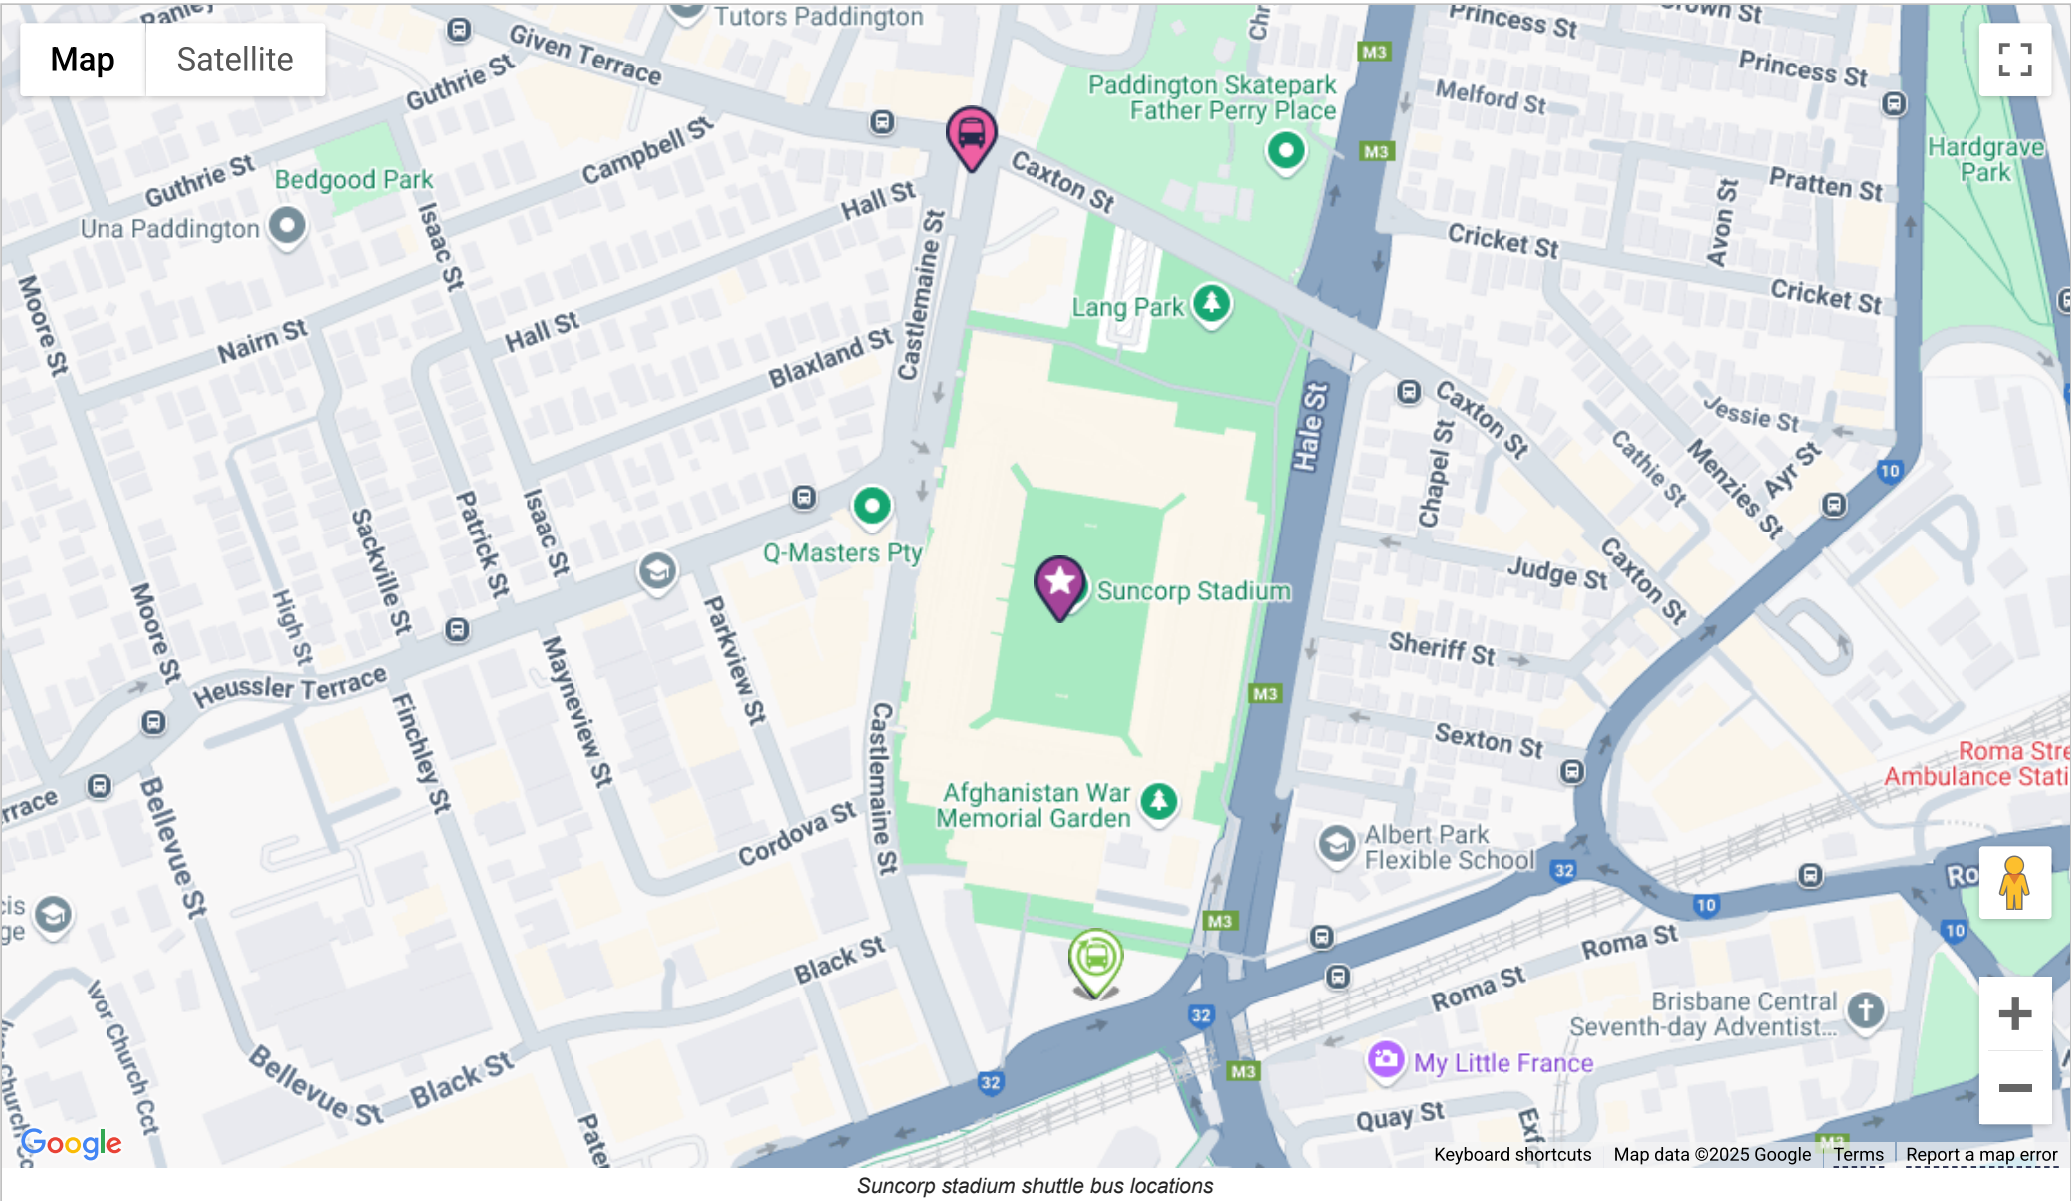 Map
Satellite
Tutors Paddington
Given Terrace
Guthrie St
Guthrie St
Bedgood Park
Una Paddington
Campbell St
Hall St
Isaac St
Moore St
Nairn St
Hall St
Blaxland St
Castlemaine St
Caxton St
Paddington Skatepark
Father Perry Place
M3
M3
Princess St
Princess St
Melford St
Pratten St
Avon St
Cricket St
Cricket St
Hardgrave
Park
Lang Park
Hale St
Caxton St
Chapel St
Jessie St
Cathie St
Menzies St
Ayr St
10
Judge St
Caxton St
Sheriff St
Sexton St
Q-Masters Pty
Suncorp Stadium
Isaac St
Patrick St
Sackville St
High St
Moore St
Heussler Terrace
Mayneview St
Parkview St
Finchley St
Castlemaine St
Cordova St
M3
Afghanistan War
Memorial Garden
Albert Park
Flexible School
Ambulance
32
10
10
M3
Roma St
Roma St
Bellevue St
Black St
Bellevue St
Black St
Church Cct
32
32
M3
Brisbane Central
Seventh-day Adventist...
My Little France
Quay St
M3
Google
Keyboard shortcuts
Map data ©2025 Google
Terms
Report a map error
Suncorp stadium shuttle bus locations